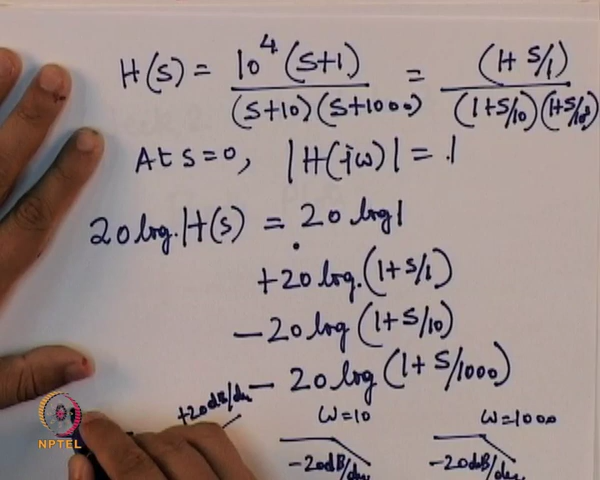 H(s) = 10^4 (s+1) / (s+10)(s+1000) = (1+s/1) / (1+s/10)(1+s/10³)
At s=0, |H(jω)| = 1
20 log. H(s) = 20 log 1
+20 log. (1+s/1)
-20 log (1+s/10)
- 20 log (1+s/1000)
+20dB/dec
ω=10 ω=1000
-20dB/dec -20dB/dec
NPTEL